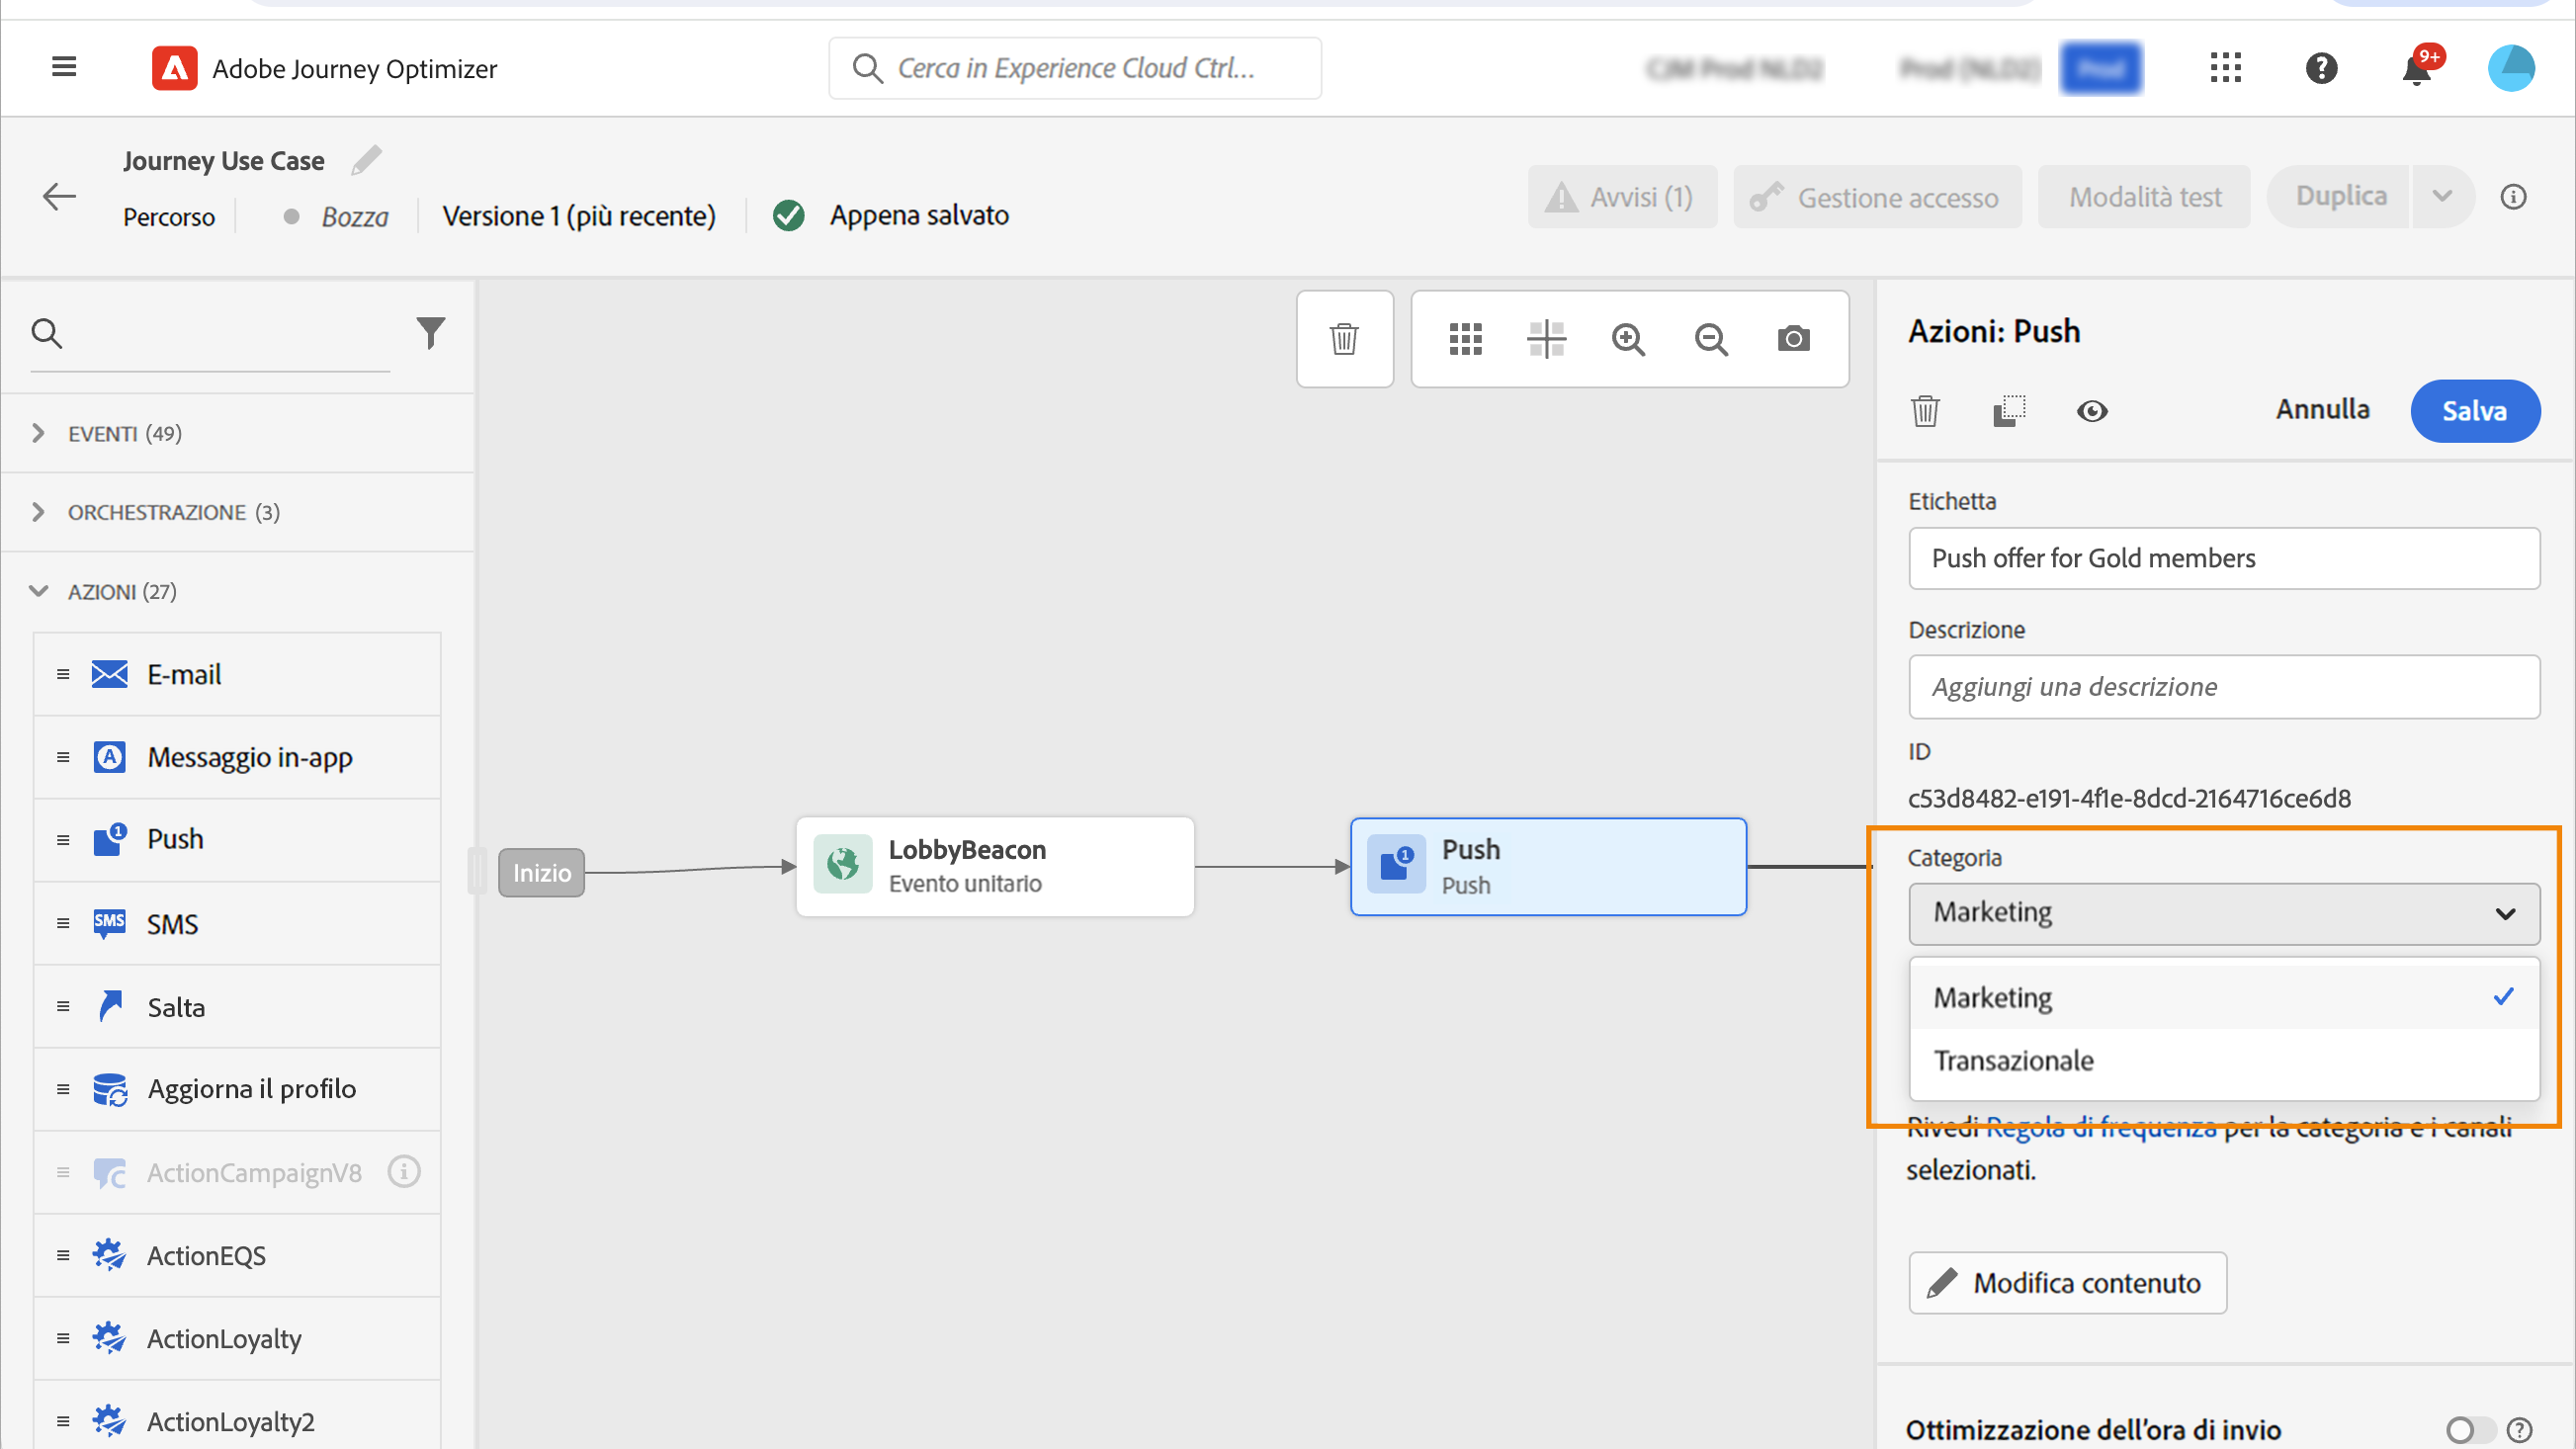 Adobe Journey Optimizer
Cerca in Experience Cloud Ctrl...
9+
Journey Use Case
Percorso
Bozza
Versione 1 (più recente)
Appena salvato
Avvisi (1)
Gestione accesso
Modalità test
Duplica
EVENTI (49)
ORCHESTRAZIONE (3)
AZIONI (27)
E-mail
Messaggio in-app
Push
SMS
SMS
Salta
Aggiorna il profilo
ActionCampaignV8
ActionEQS
ActionLoyalty
ActionLoyalty2
Inizio
LobbyBeacon
Evento unitario
Push
Push
Azioni: Push
Annulla
Salva
Etichetta
Push offer for Gold members
Descrizione
Aggiungi una descrizione
ID
c53d8482-e191-4f1e-8dcd-2164716ce6d8
Categoria
Marketing
Marketing
Transazionale
Rivedi Regola di frequenza per la categoria e i canali
selezionati.
Modifica contenuto
Ottimizzazione dell'ora di invio